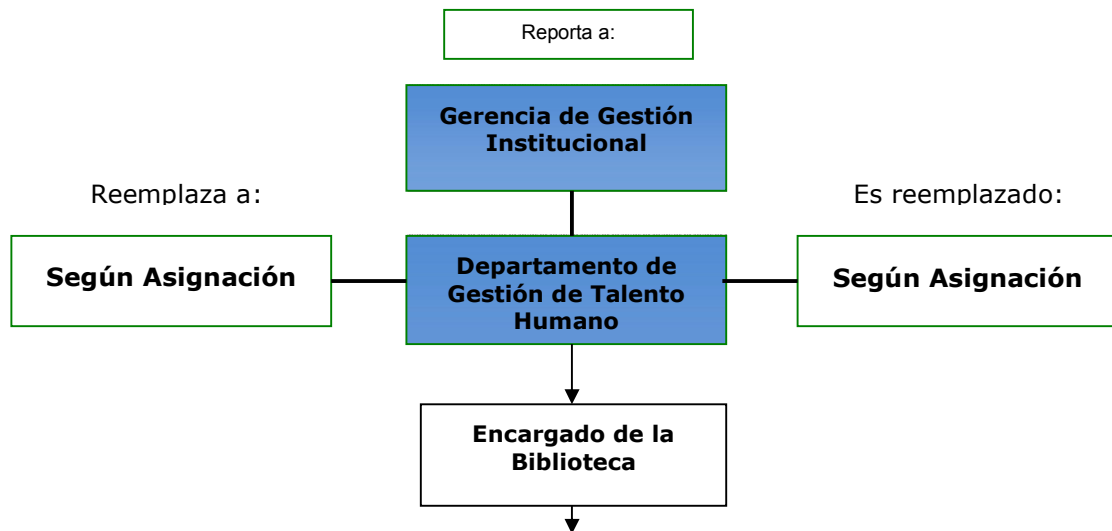 Reporta a:
Gerencia de Gestión
Institucional
Reemplaza a:
Es reemplazado:
Según Asignación
Departamento de
Gestión de Talento
Humano
Según Asignación
Encargado de la
Biblioteca